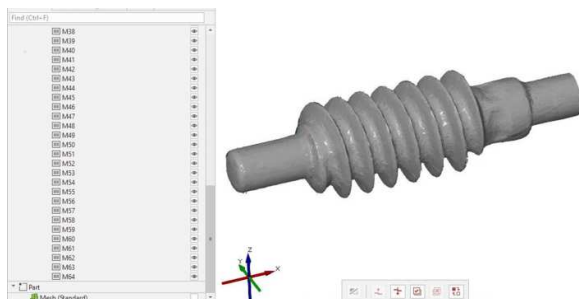 Find (Ctrl+F)
M38
M39
M40
M41
M42
M43
M44
M45
M46
M47
M48
M49
M50
M51
M52
M53
M54
M55
M56
M57
M58
M59
M60
M61
M62
M63
M64
Part
Mesh (Standard)
Z
Y
X